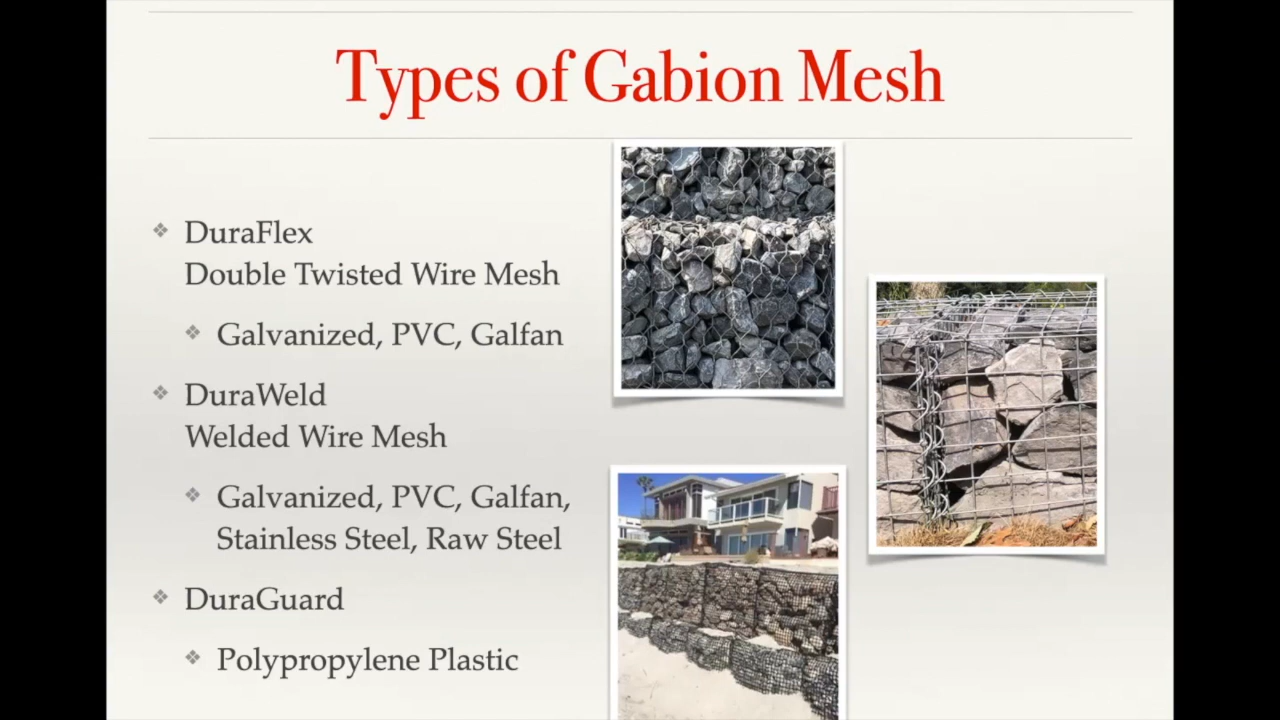 Types of Gabion Mesh
DuraFlex
Double Twisted Wire Mesh
Galvanized, PVC, Galfan
DuraWeld
Welded Wire Mesh
Galvanized, PVC, Galfan,
Stainless Steel, Raw Steel
DuraGuard
Polypropylene Plastic